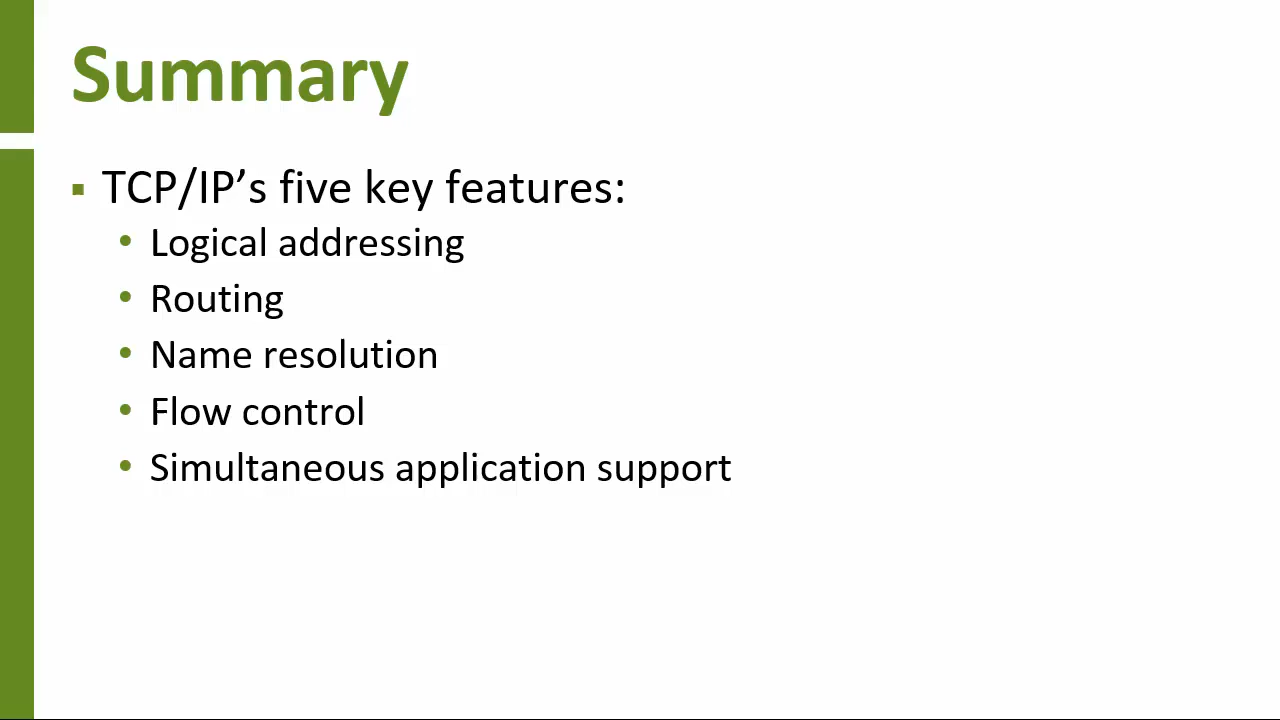 Summary
▪ TCP/IP’s five key features:
• Logical addressing
• Routing
• Name resolution
• Flow control
• Simultaneous application support